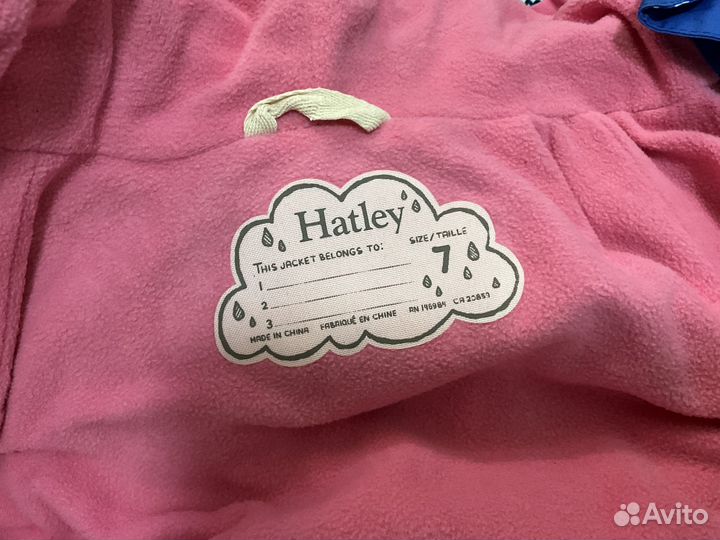 Hatley
SIZE/TAILLE
THIS JACKET BELONGS TO: 7
1
2
3
MADE IN CHINA FABRIQUÉ EN CHINE RN 146984 CA 20859
Avito